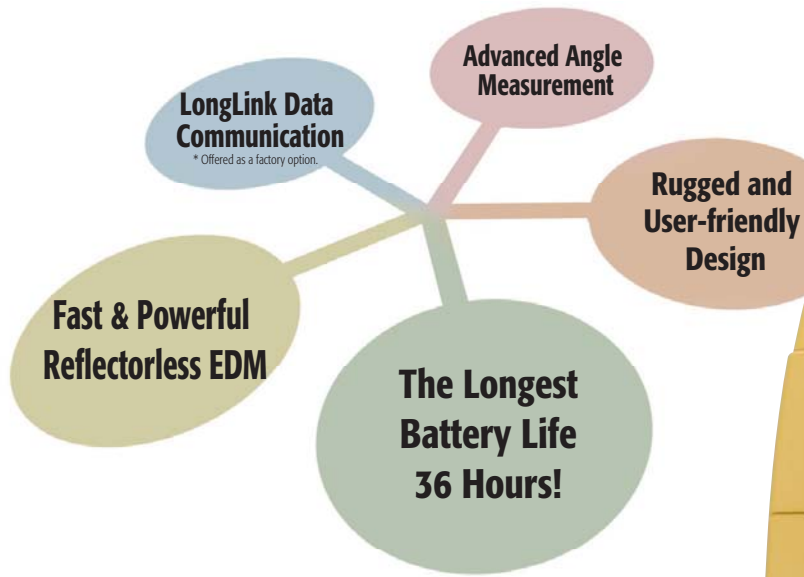 Advanced Angle
Measurement
LongLink Data
Communication
* Offered as a factory option.
Rugged and
User-friendly
Design
Fast & Powerful
Reflectorless EDM
The Longest
Battery Life
36 Hours!